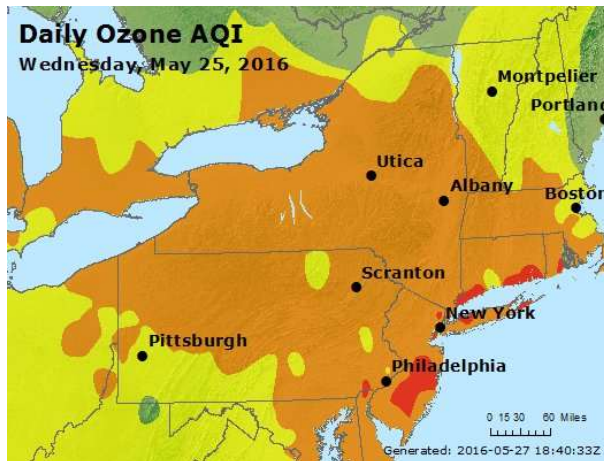 Daily Ozone AQI
Wednesday, May 25, 2016
Montpelier
Portland
Utica
Albany
Boston
Scranton
New York
Pittsburgh
Philadelphia
0 15 30 60 Miles
Generated: 2016-05-27 18:40:33Z